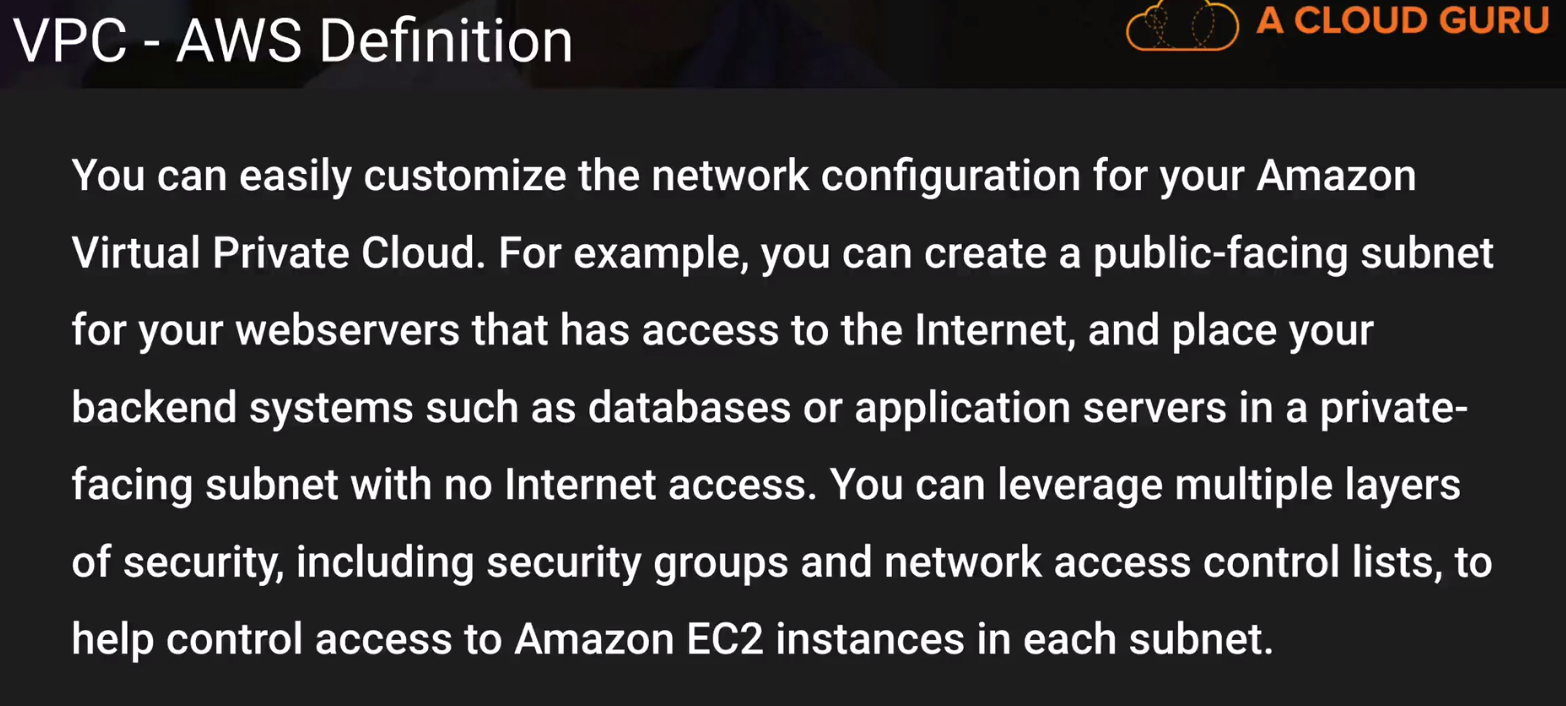 VPC - AWS Definition
A CLOUD GURU
You can easily customize the network configuration for your Amazon
Virtual Private Cloud. For example, you can create a public-facing subnet
for your webservers that has access to the Internet, and place your
backend systems such as databases or application servers in a private-
facing subnet with no Internet access. You can leverage multiple layers
of security, including security groups and network access control lists, to
help control access to Amazon EC2 instances in each subnet.